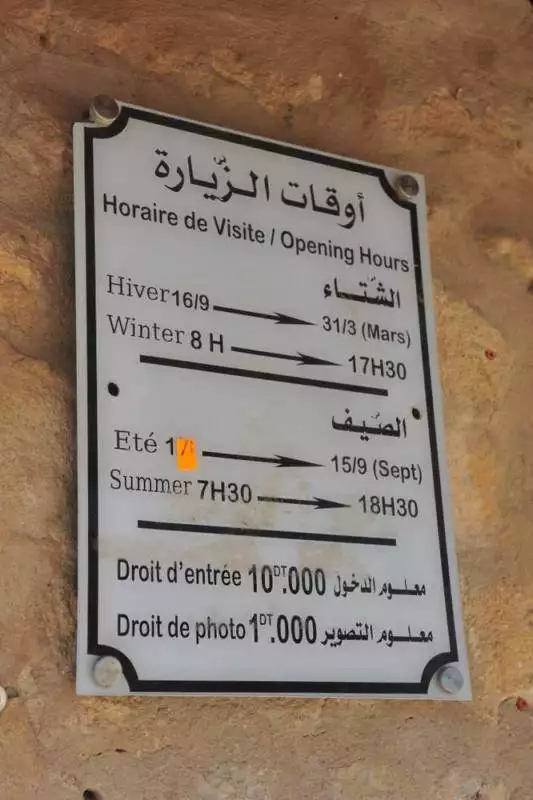 أوقات الزّيارة
Horaire de Visite / Opening Hours
الشّتاء
Hiver 16/9 31/3 (Mars)
Winter 8 H 17H30
الصّيف
Eté 15/9 (Sept)
Summer 7H30 18H30
Droit d'entrée 10DT.000 معلوم الدخول
Droit de photo 1DT.000 معلوم التصوير